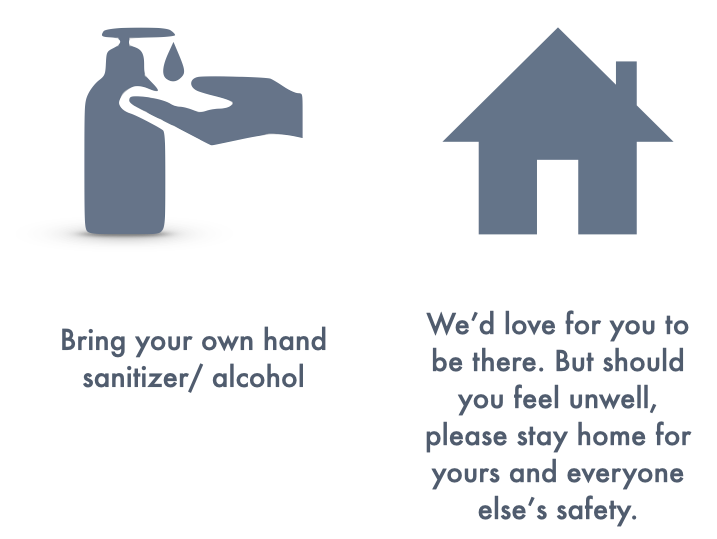 Bring your own hand
sanitizer/ alcohol
We’d love for you to
be there. But should
you feel unwell,
please stay home for
yours and everyone
else’s safety.